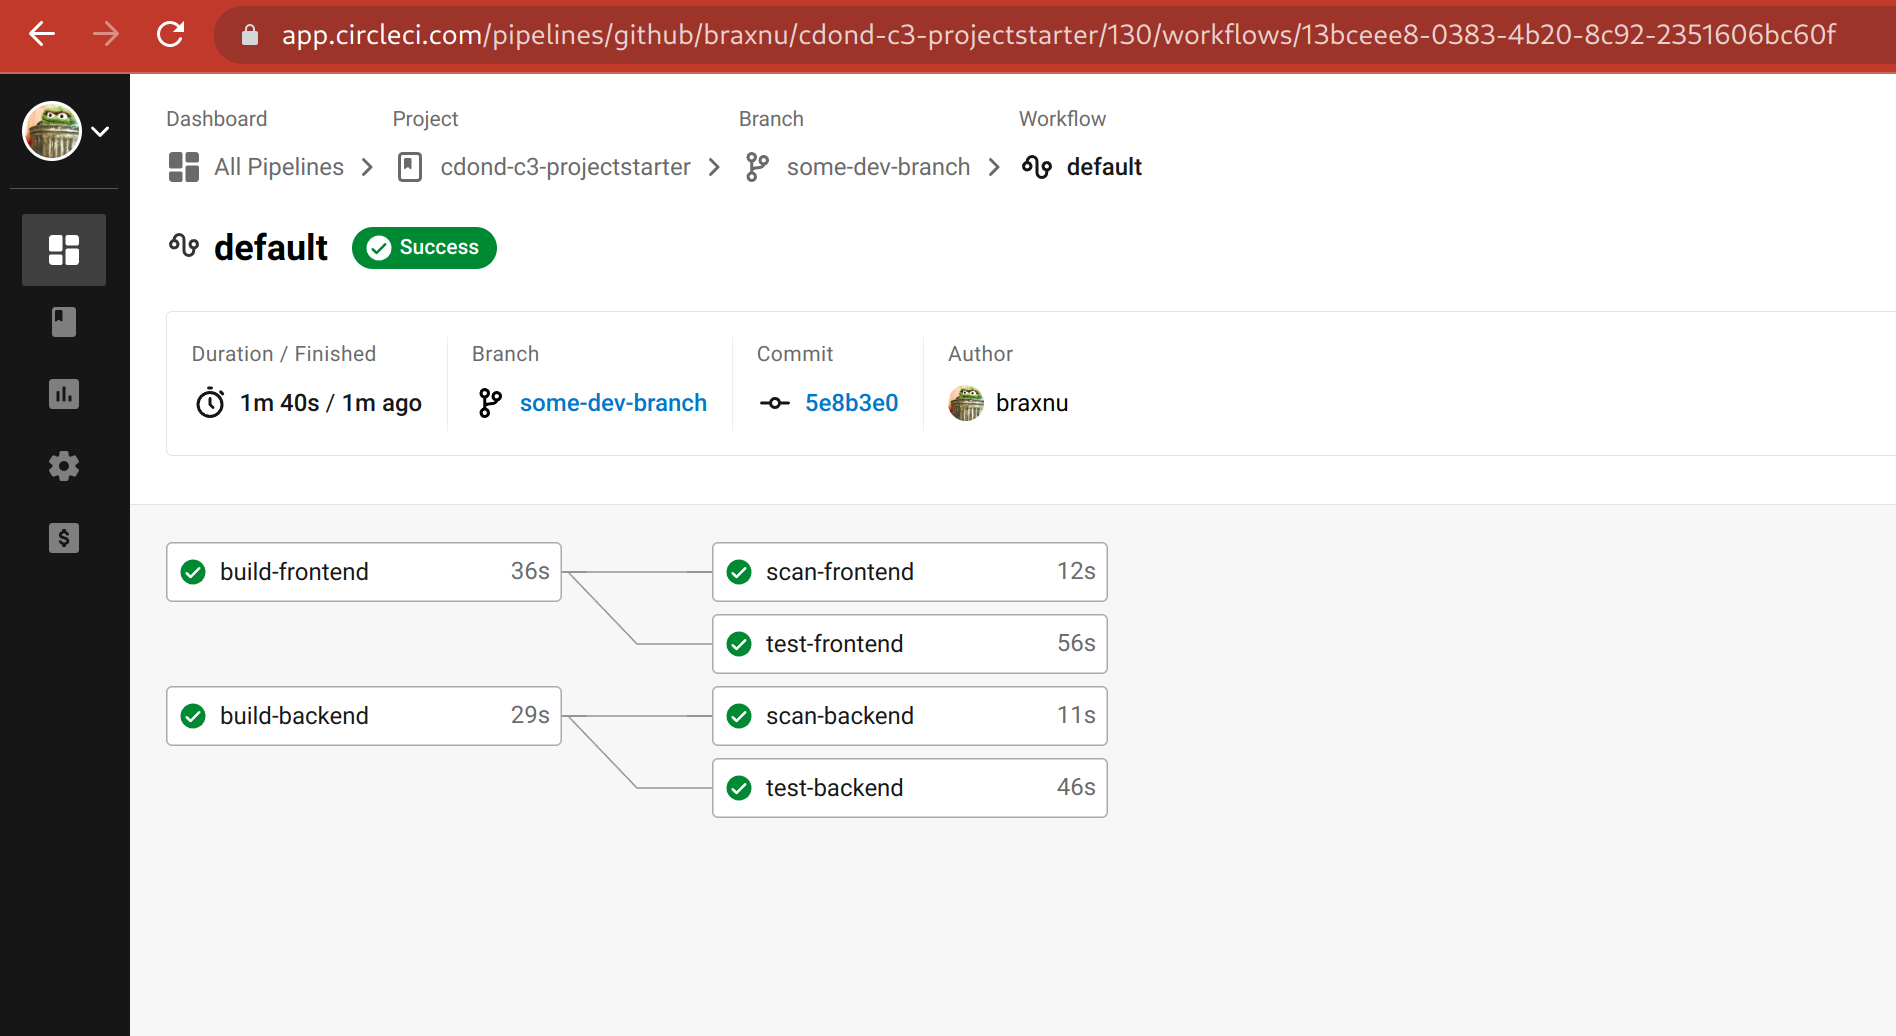 app.circleci.com/pipelines/github/braxnu/cdond-c3-projectstarter/130/workflows/13bceee8-0383-4b20-8c92-2351606bc60f
Dashboard Project Branch Workflow
All Pipelines cdond-c3-projectstarter some-dev-branch default
default Success
Duration / Finished Branch Commit Author
1m 40s / 1m ago some-dev-branch 5e8b3e0 braxnu
build-frontend 36s scan-frontend 12s
test-frontend 56s
build-backend 29s scan-backend 11s
test-backend 46s